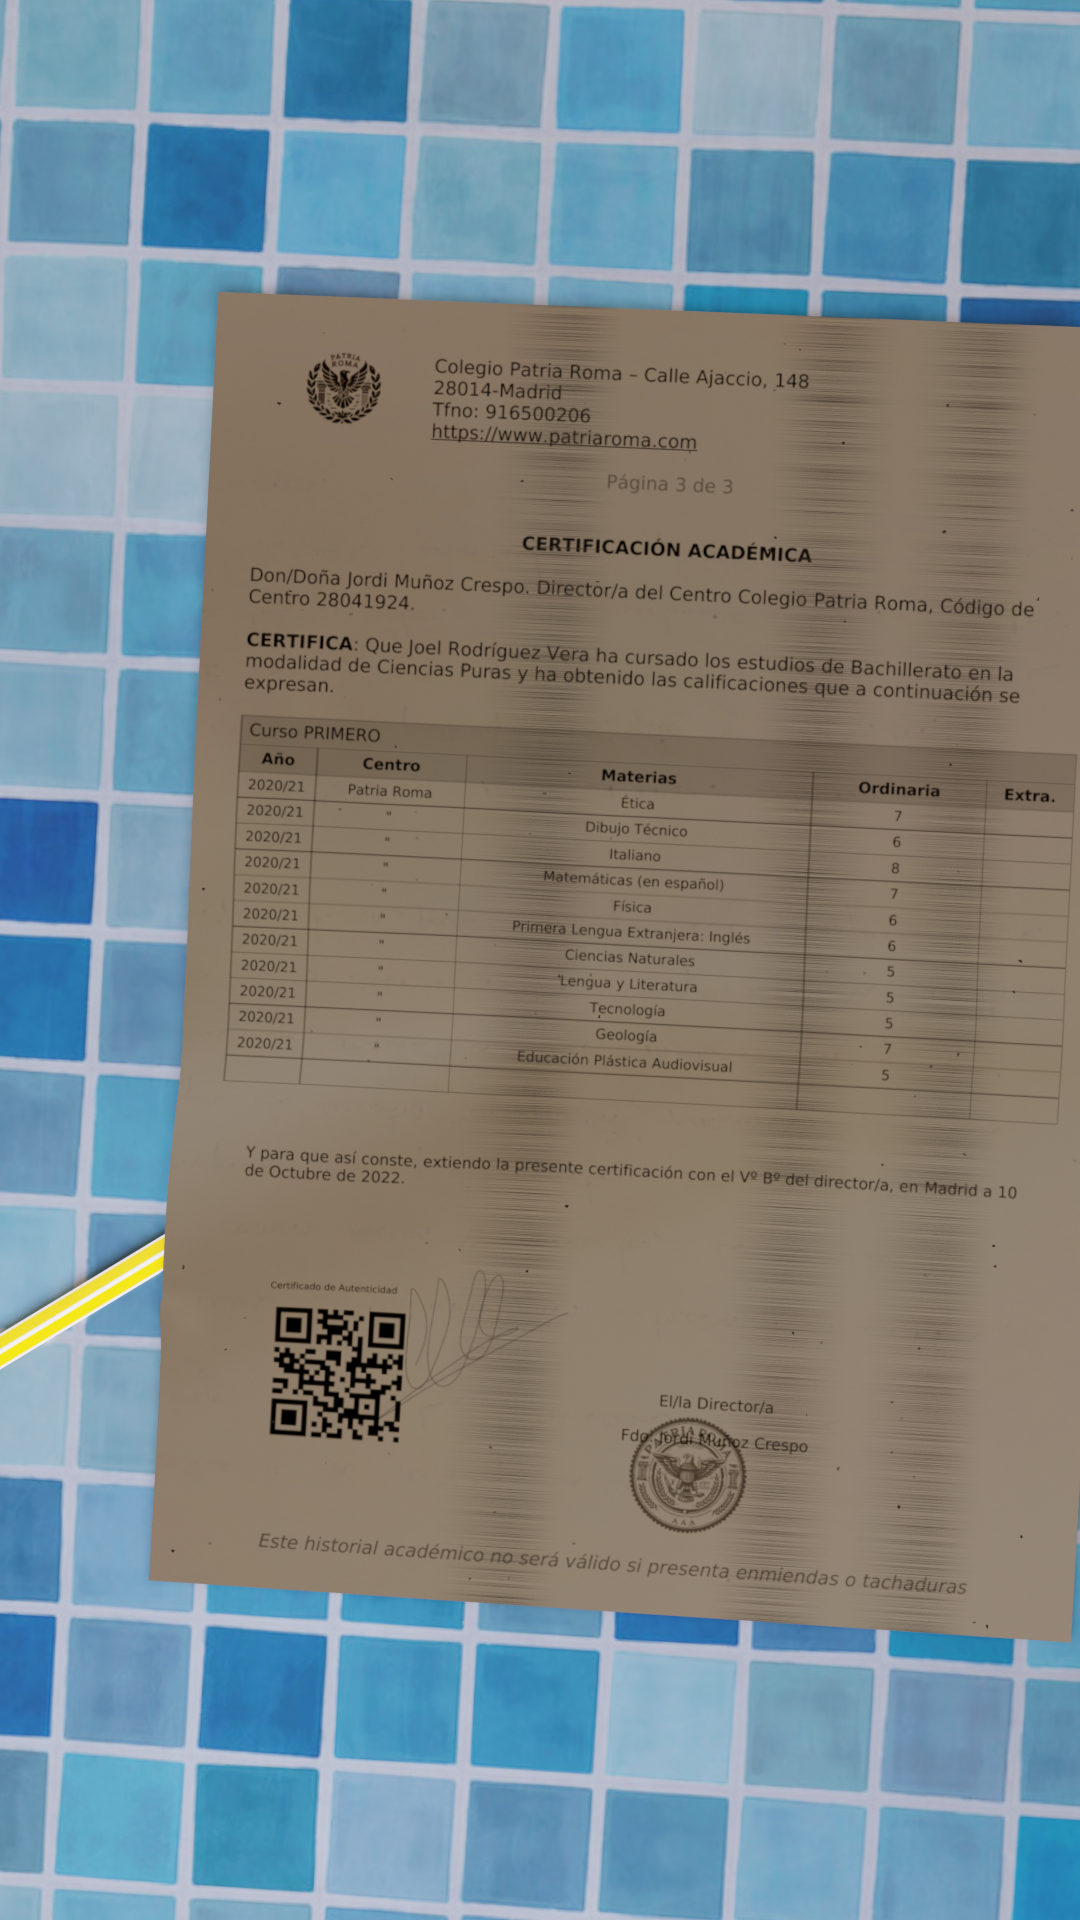 PATRIA
ROMA
Colegio Patria Roma – Calle Ajaccio, 148
28014-Madrid
Tfno: 916500206
https://www.patriaroma.com
Página 3 de 3
CERTIFICACIÓN ACADÉMICA
Don/Doña Jordi Muñoz Crespo. Director/a del Centro Colegio Patria Roma, Código de
Centro 28041924.
CERTIFICA: Que Joel Rodríguez Vera ha cursado los estudios de Bachillerato en la
modalidad de Ciencias Puras y ha obtenido las calificaciones que a continuación se
expresan.
Curso PRIMERO
Año Centro Materias Ordinaria Extra.
2020/21 Patria Roma Ética 7
2020/21 " Dibujo Técnico 6
2020/21 " Italiano 8
2020/21 " Matemáticas (en español) 7
2020/21 " Física 6
2020/21 " Primera Lengua Extranjera: Inglés 6
2020/21 " Ciencias Naturales 5
2020/21 " Lengua y Literatura 5
2020/21 " Tecnología 5
2020/21 " Geología 7
2020/21 " Educación Plástica Audiovisual 5
Y para que así conste, extiendo la presente certificación con el Vº Bº del director/a, en Madrid a 10
de Octubre de 2022.
Certificado de Autenticidad
El/la Director/a
Fdo: Jordi Muñoz Crespo
PATRIA ROMA
A A A
Este historial académico no será válido si presenta enmiendas o tachaduras